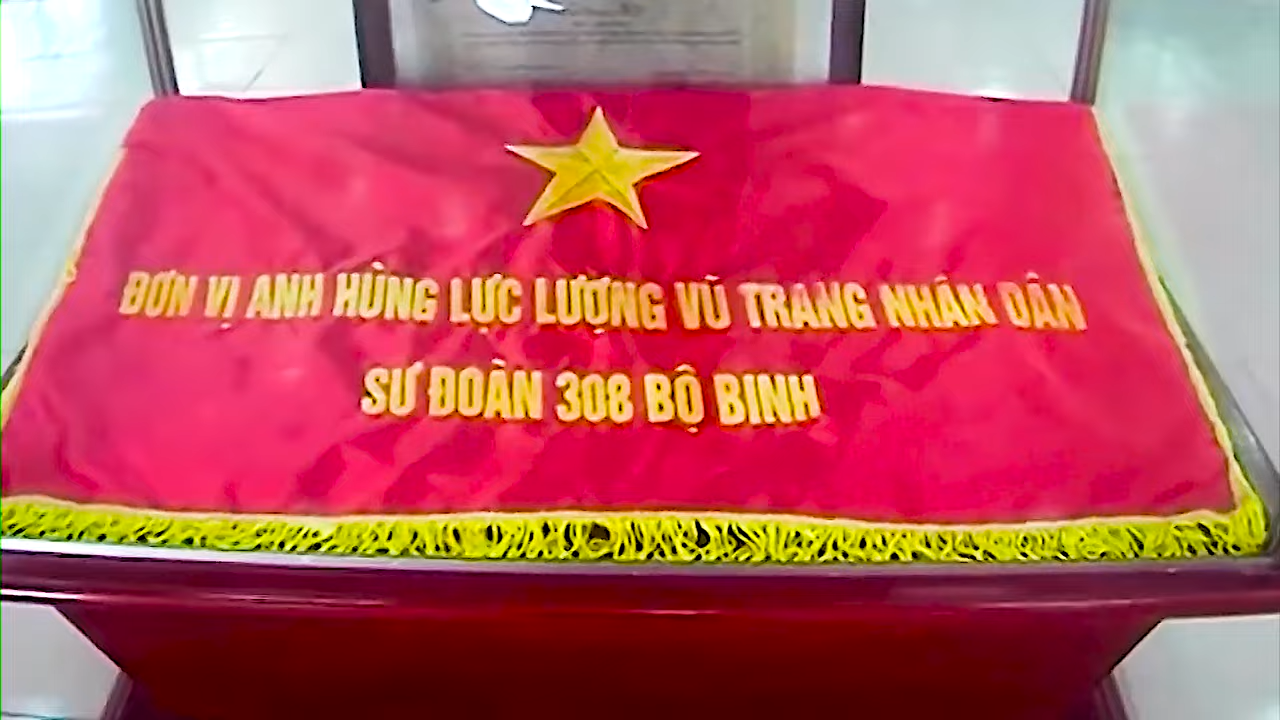 ĐƠN VỊ ANH HÙNG LỰC LƯỢNG VŨ TRANG NHÂN DÂN
SƯ ĐOÀN 308 BỘ BINH